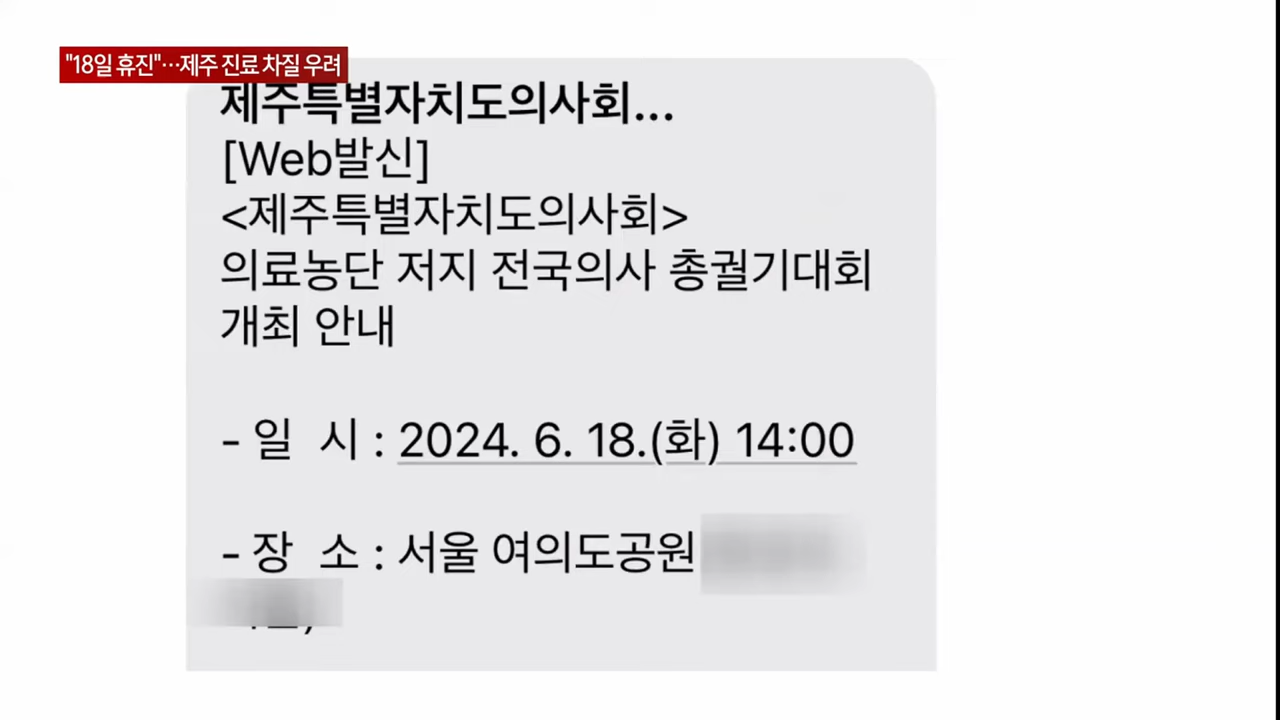 "18일 휴진"…제주 진료 차질 우려
제주특별자치도의사회...
[Web발신]
<제주특별자치도의사회>
의료농단 저지 전국의사 총궐기대회
개최 안내
- 일 시 : 2024. 6. 18.(화) 14:00
- 장 소 : 서울 여의도공원